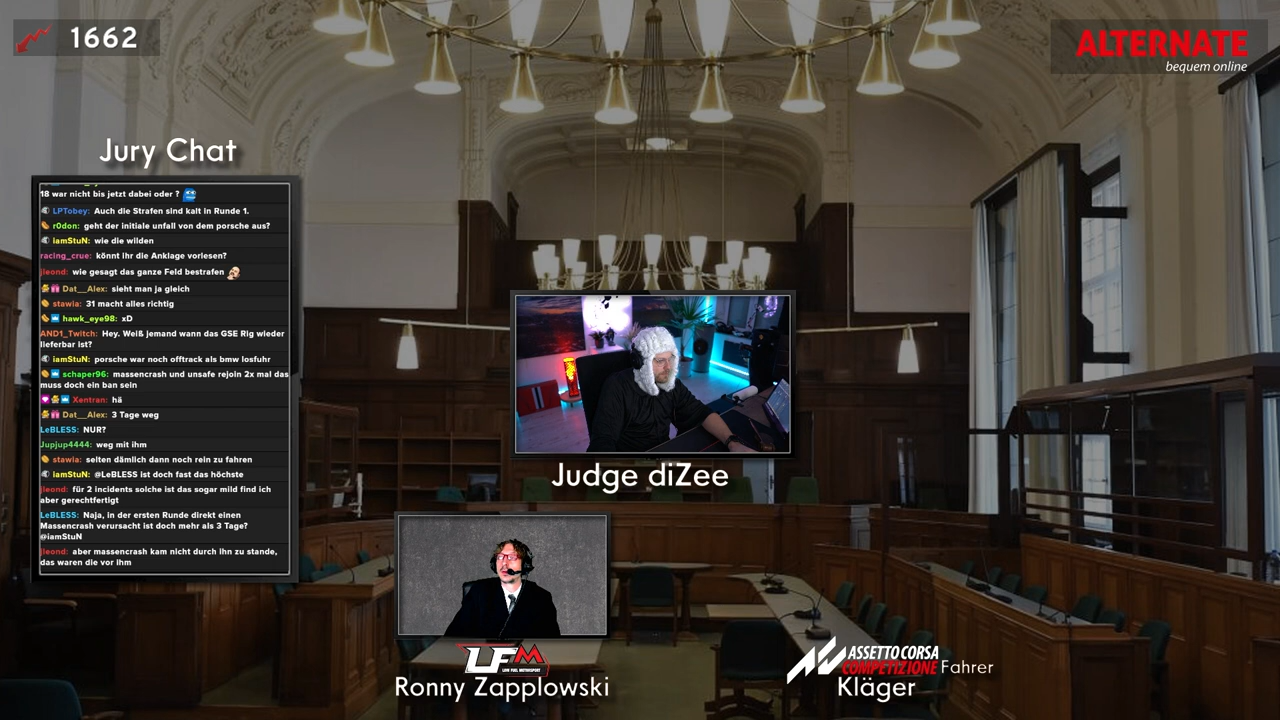 1662
ALTERNATE
bequem online
Jury Chat
18 war nicht bis jetzt dabei oder ?
LPTobey: Auch die Strafen sind kalt in Runde 1.
r0don: geht der initiale unfall von dem porsche aus?
iamStuN: wie die wilden
racing_crue: könnt ihr die Anklage vorlesen?
jieond: wie gesagt das ganze Feld bestrafen
Dat__Alex: sieht man ja gleich
stawia: 31 macht alles richtig
hawk_eye98: xD
AND1_Twitch: Hey. Weiß jemand wann das GSE Rig wieder
lieferbar ist?
iamStuN: porsche war noch offtrack als bmw losfuhr
schaper96: massencrash und unsafe rejoin 2x mal das
muss doch ein ban sein
Xentran: hä
Dat__Alex: 3 Tage weg
LeBLESS: NUR?
Jupjup4444: weg mit ihm
stawia: selten dämlich dann noch rein zu fahren
iamStuN: @LeBLESS ist doch fast das höchste
jieond: für 2 incidents solche ist das sogar mild find ich
aber gerechtfertigt
LeBLESS: Naja, in der ersten Runde direkt einen
Massencrash verursacht ist doch mehr als 3 Tage?
@iamStuN
jieond: aber massencrash kam nicht durch ihn zu stande,
das waren die vor ihm
Judge diZee
LFM
LOW FUEL MOTORSPORT
Ronny Zapplowski
ASSETTO CORSA
COMPETIZIONE Fahrer
Kläger